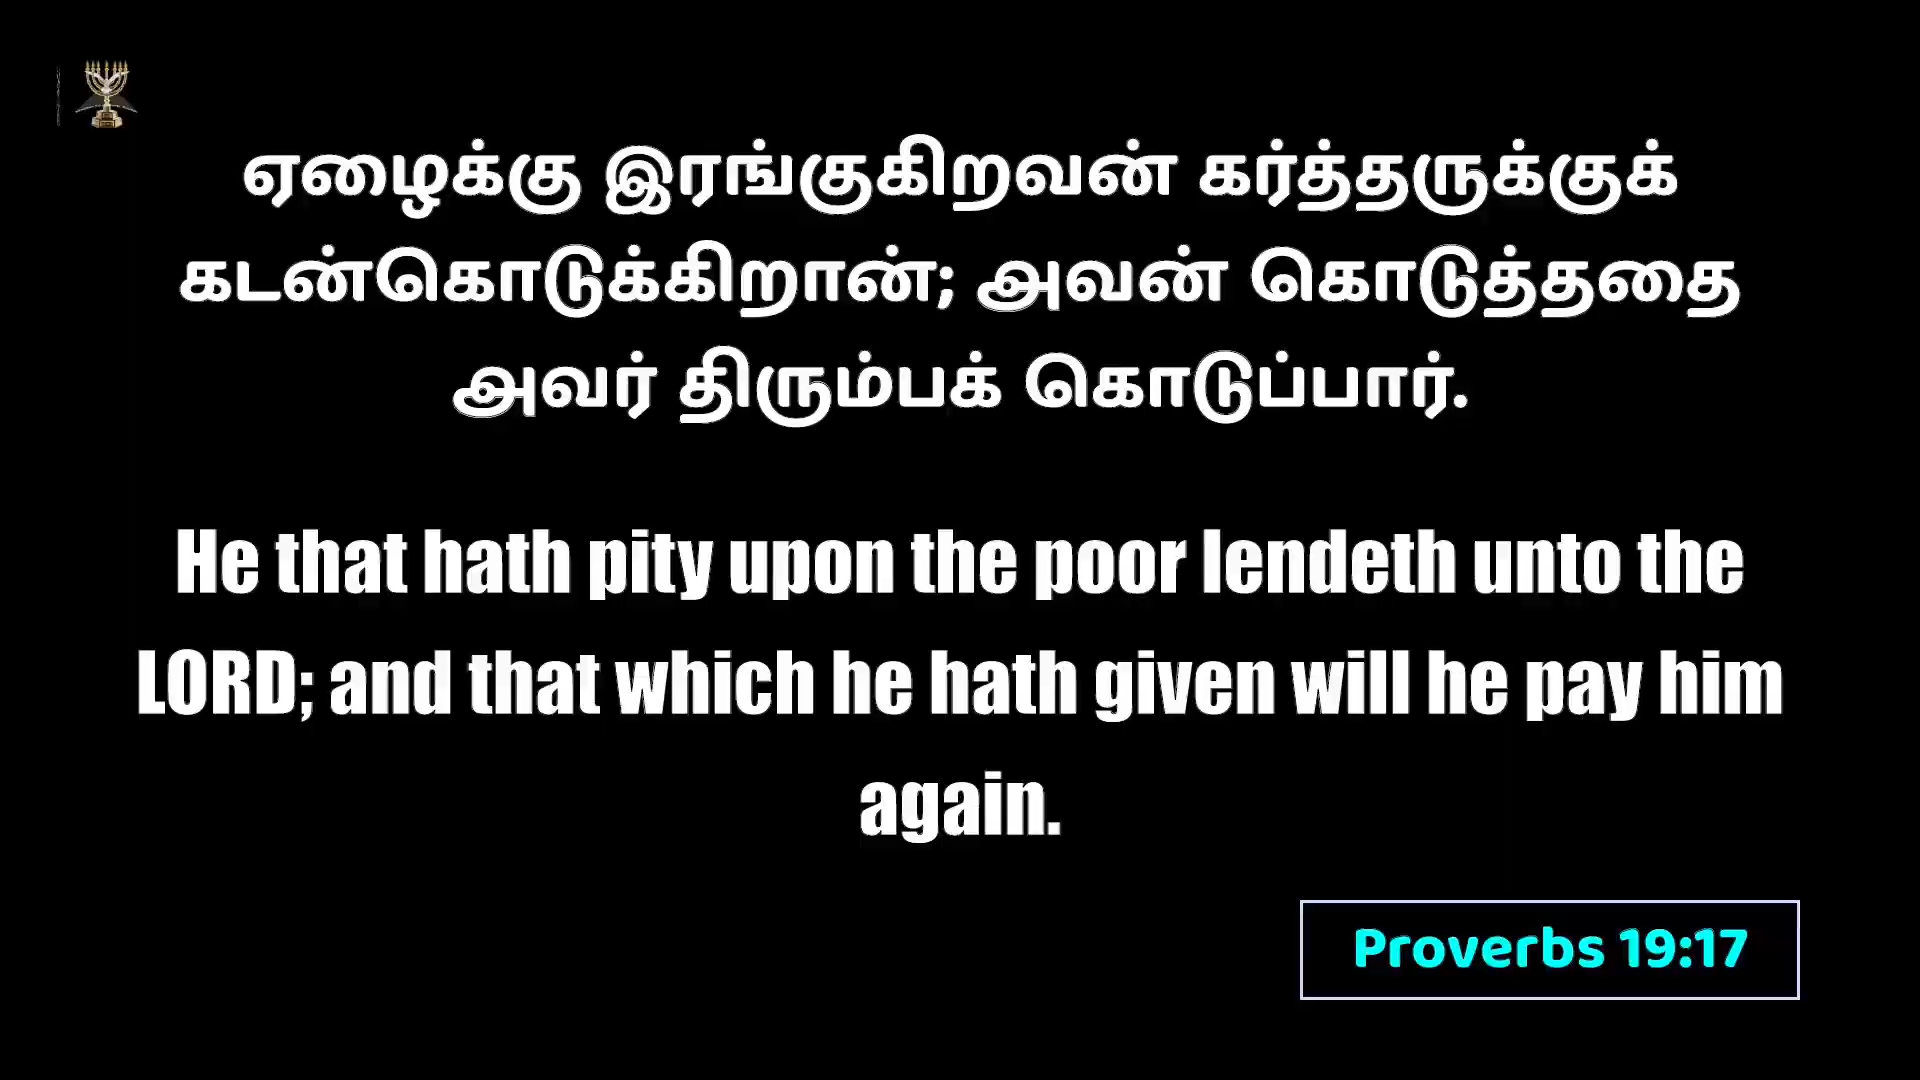 ஏழைக்கு இரங்குகிறவன் கர்த்தருக்குக்
கடன்கொடுக்கிறான்; அவன் கொடுத்ததை
அவர் திரும்பக் கொடுப்பார்.
He that hath pity upon the poor lendeth unto the
LORD; and that which he hath given will he pay him
again.
Proverbs 19:17